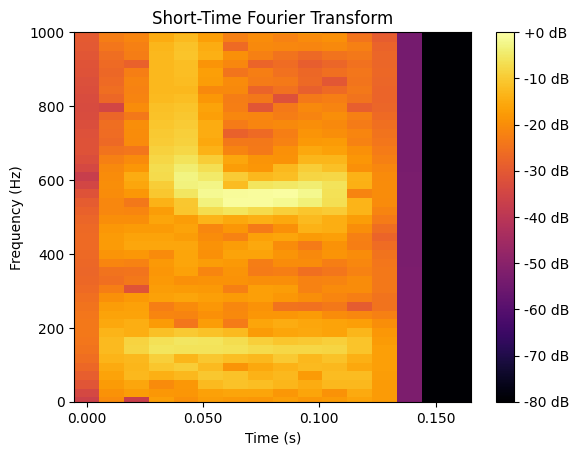 Short-Time Fourier Transform
1000
800
600
400
200
0
Frequency (Hz)
0.000
0.050
0.100
0.150
Time (s)
+0 dB
-10 dB
-20 dB
-30 dB
-40 dB
-50 dB
-60 dB
-70 dB
-80 dB